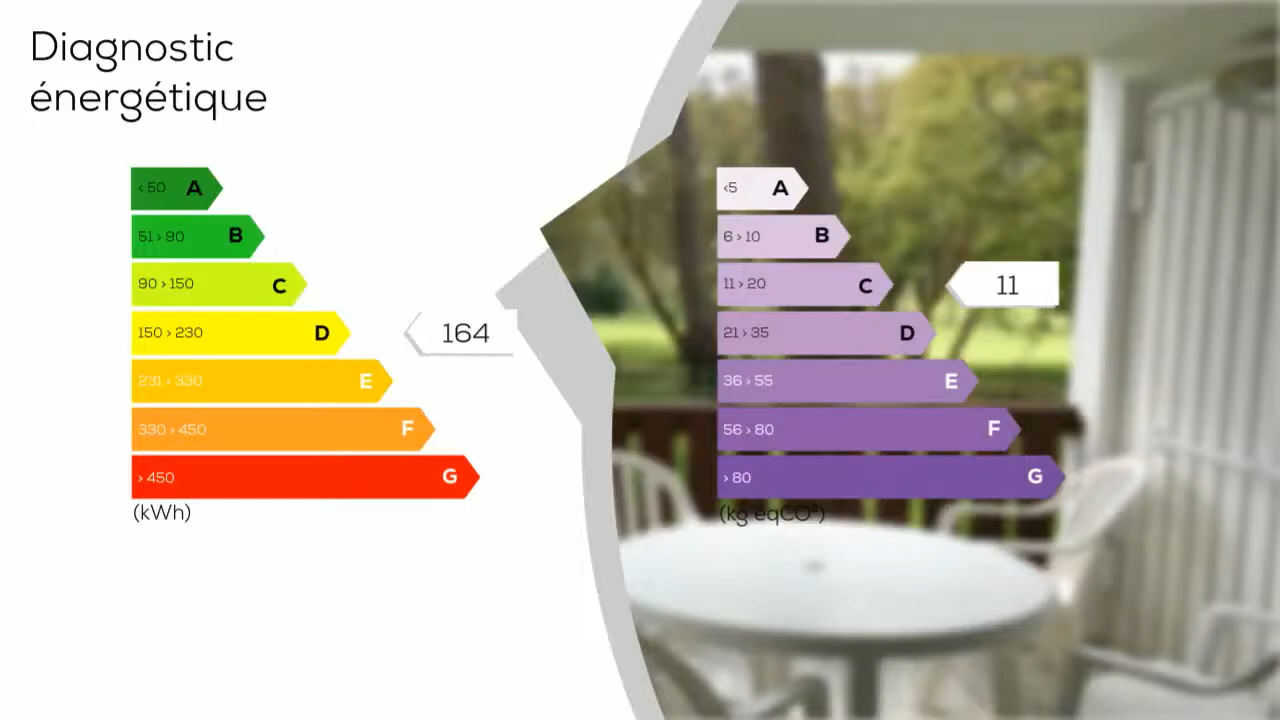 Diagnostic
énergétique
< 50 A
51 > 90 B
90 > 150 C
150 > 230 D
164
231 > 330 E
330 > 450 F
> 450 G
(kWh)
<5 A
6 > 10 B
11 > 20 C
11
21 > 35 D
36 > 55 E
56 > 80 F
> 80 G
(kg eqCO²)